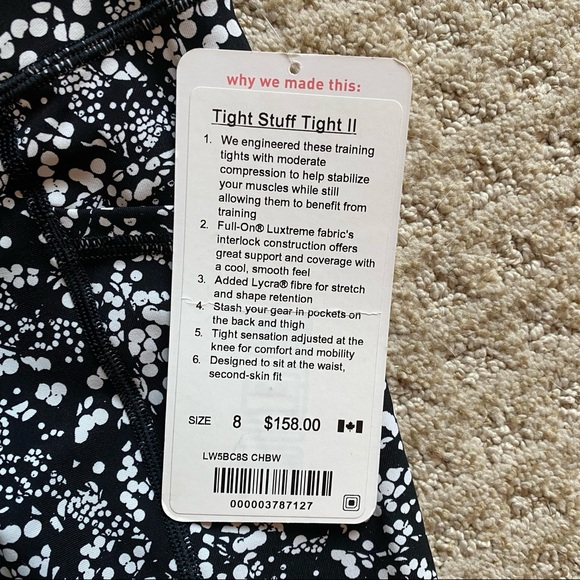 why we made this:
Tight Stuff Tight II
1. We engineered these training
tights with moderate
compression to help stabilize
your muscles while still
allowing them to benefit from
training
2. Full-On® Luxtreme fabric's
interlock construction offers
great support and coverage with
a cool, smooth feel
3. Added Lycra® fibre for stretch
and shape retention
4. Stash your gear in pockets on
the back and thigh
5. Tight sensation adjusted at the
knee for comfort and mobility
6. Designed to sit at the waist,
second-skin fit
SIZE 8 $158.00
LW5BC8S CHBW
000003787127